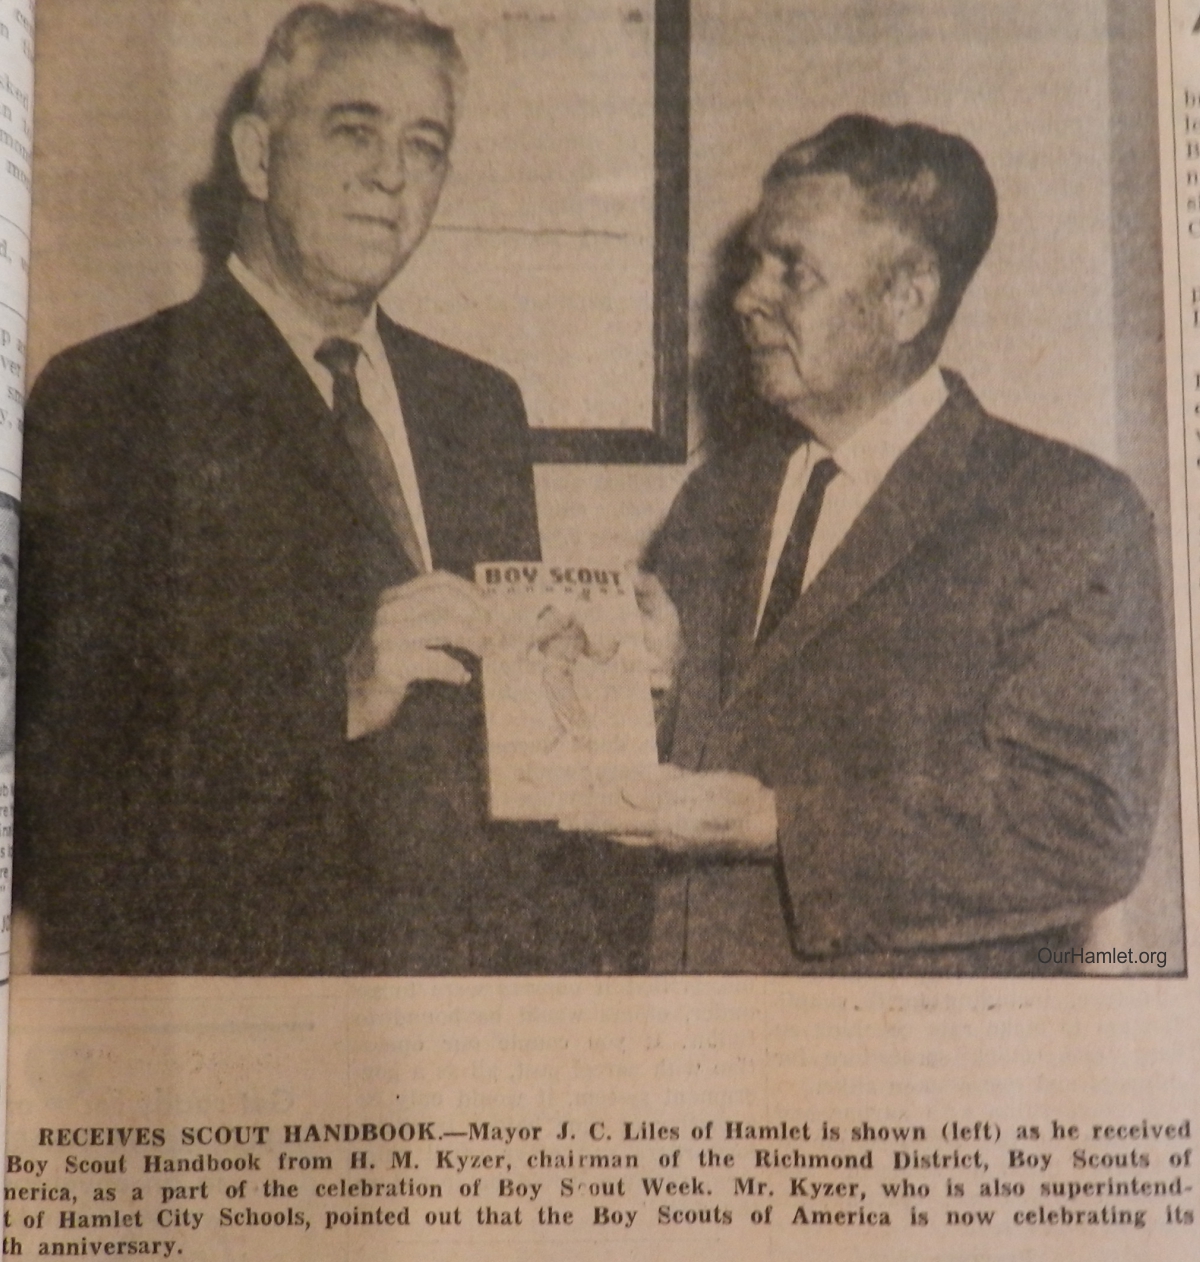 BOY SCOUT
OurHamlet.org
RECEIVES SCOUT HANDBOOK.—Mayor J. C. Liles of Hamlet is shown (left) as he received
Boy Scout Handbook from H. M. Kyzer, chairman of the Richmond District, Boy Scouts of
nerica, as a part of the celebration of Boy Scout Week. Mr. Kyzer, who is also superintend-
t of Hamlet City Schools, pointed out that the Boy Scouts of America is now celebrating its
th anniversary.